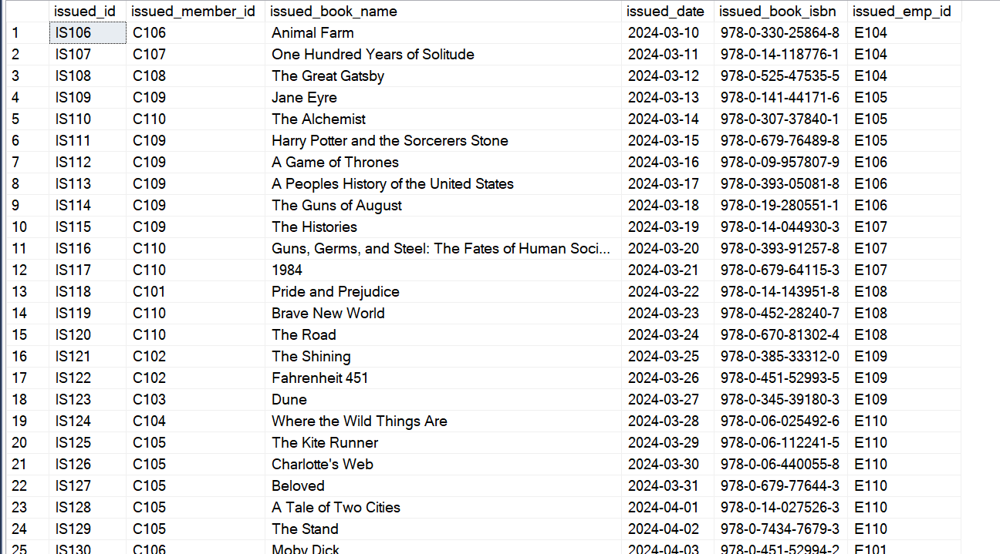 issued_id issued_member_id issued_book_name issued_date issued_book_isbn issued_emp_id
1 IS106 C106 Animal Farm 2024-03-10 978-0-330-25864-8 E104
2 IS107 C107 One Hundred Years of Solitude 2024-03-11 978-0-14-118776-1 E104
3 IS108 C108 The Great Gatsby 2024-03-12 978-0-525-47535-5 E104
4 IS109 C109 Jane Eyre 2024-03-13 978-0-141-44171-6 E105
5 IS110 C110 The Alchemist 2024-03-14 978-0-307-37840-1 E105
6 IS111 C109 Harry Potter and the Sorcerers Stone 2024-03-15 978-0-679-76489-8 E105
7 IS112 C109 A Game of Thrones 2024-03-16 978-0-09-957807-9 E106
8 IS113 C109 A Peoples History of the United States 2024-03-17 978-0-393-05081-8 E106
9 IS114 C109 The Guns of August 2024-03-18 978-0-19-280551-1 E106
10 IS115 C109 The Histories 2024-03-19 978-0-14-044930-3 E107
11 IS116 C110 Guns, Germs, and Steel: The Fates of Human Soci... 2024-03-20 978-0-393-91257-8 E107
12 IS117 C110 1984 2024-03-21 978-0-679-64115-3 E107
13 IS118 C101 Pride and Prejudice 2024-03-22 978-0-14-143951-8 E108
14 IS119 C110 Brave New World 2024-03-23 978-0-452-28240-7 E108
15 IS120 C110 The Road 2024-03-24 978-0-670-81302-4 E108
16 IS121 C102 The Shining 2024-03-25 978-0-385-33312-0 E109
17 IS122 C102 Fahrenheit 451 2024-03-26 978-0-451-52993-5 E109
18 IS123 C103 Dune 2024-03-27 978-0-345-39180-3 E109
19 IS124 C104 Where the Wild Things Are 2024-03-28 978-0-06-025492-6 E110
20 IS125 C105 The Kite Runner 2024-03-29 978-0-06-112241-5 E110
21 IS126 C105 Charlotte's Web 2024-03-30 978-0-06-440055-8 E110
22 IS127 C105 Beloved 2024-03-31 978-0-679-77644-3 E110
23 IS128 C105 A Tale of Two Cities 2024-04-01 978-0-14-027526-3 E110
24 IS129 C105 The Stand 2024-04-02 978-0-7434-7679-3 E110
25 IS130 C106 Moby Dick 2024-04-03 978-0-451-52994-2 E101